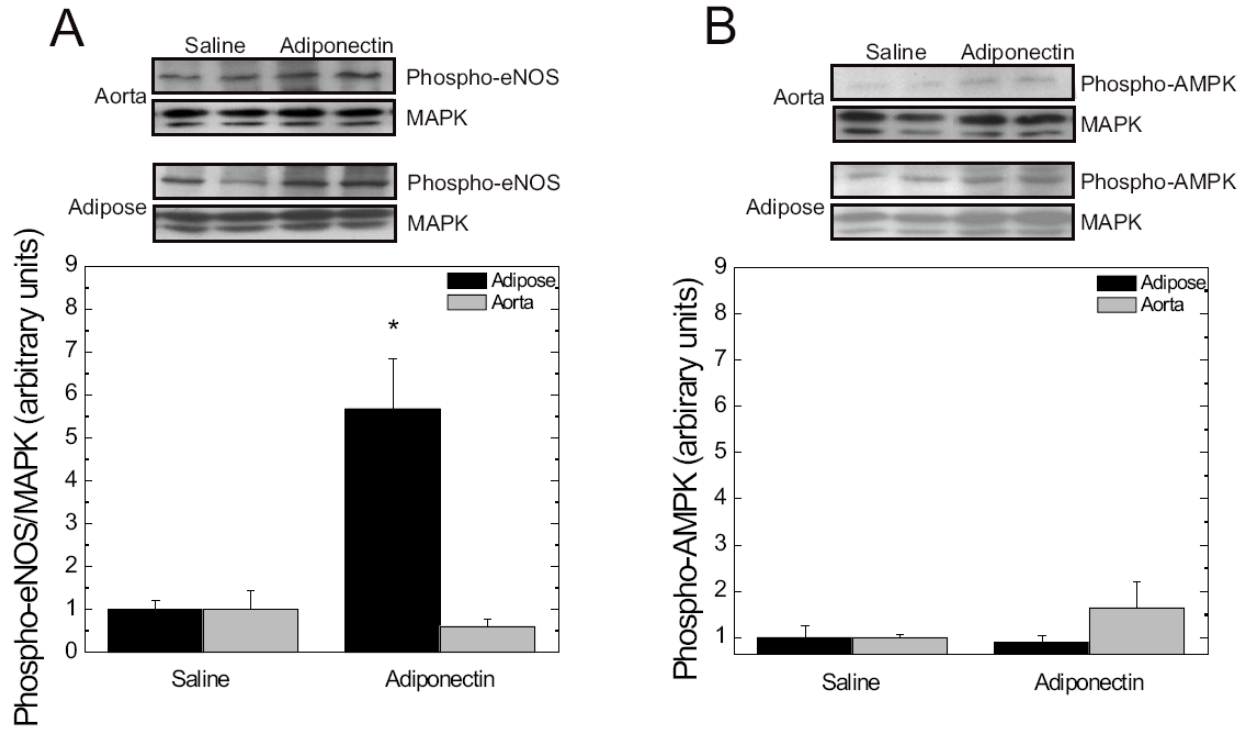 A
Saline Adiponectin
Aorta
Phospho-eNOS
MAPK
Adipose
Phospho-eNOS
MAPK
Phospho-eNOS/MAPK (arbitrary units)
9
8
7
6
5
4
3
2
1
0
Adipose
Aorta
*
Saline Adiponectin
B
Saline Adiponectin
Aorta
Phospho-AMPK
MAPK
Adipose
Phospho-AMPK
MAPK
Phospho-AMPK (arbirary units)
9
8
7
6
5
4
3
2
1
Adipose
Aorta
Saline Adiponectin